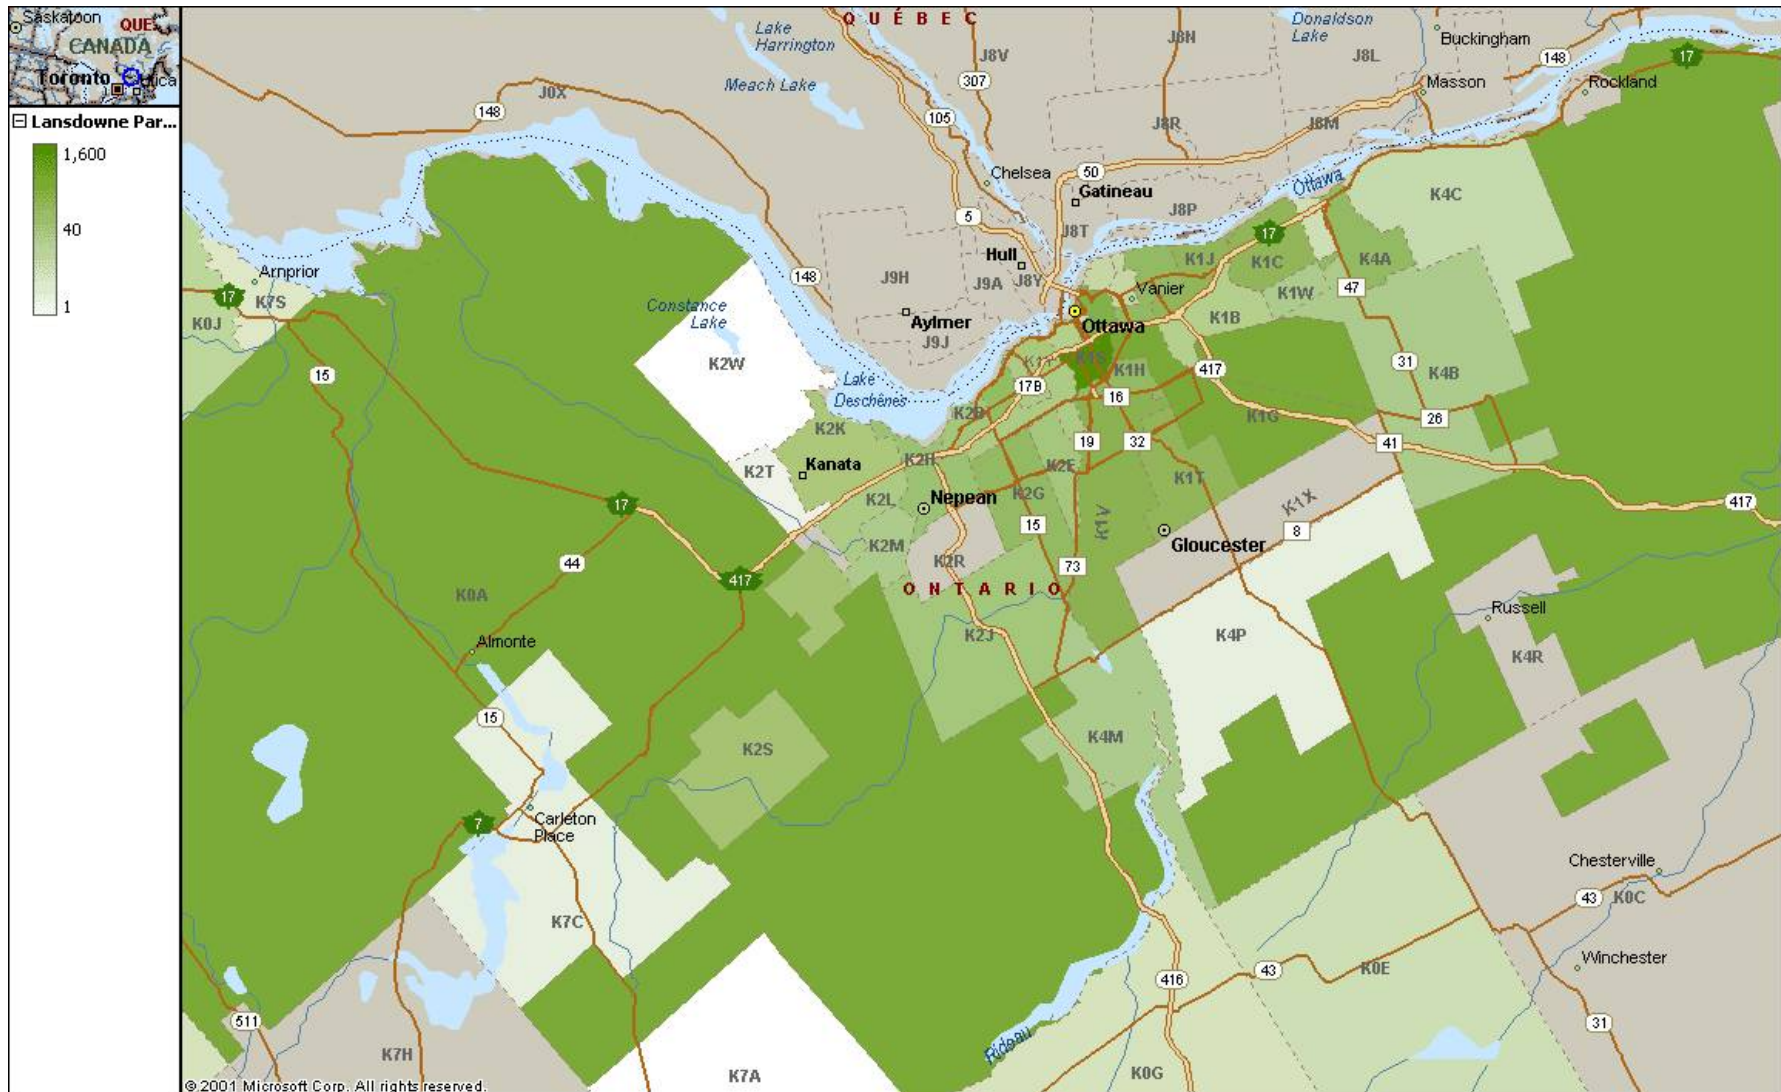 Saskatoon
QUE.
CANADA
Toronto
Lansdowne Par...
1,600
40
1
QUÉBEC
Lake
Harrington
Meach Lake
J8V
J8N
Donaldson
Lake
J8L
Buckingham
148
17
307
Masson
Rockland
J0X
148
105
J8R
J8M
Chelsea
50
Gatineau
Ottawa
K4C
J8P
5
J8T
17
Arnprior
K7S
17
K0J
148
J9H
J9A
Hull
J8Y
K1J
K1C
K4A
47
Constance
Lake
Vanier
K1W
Aylmer
J9J
Ottawa
K1B
K2W
K1Y
K1S
K1H
417
31
K4B
15
Lake
Deschênes
17B
16
K2B
K1G
26
K2K
19
32
41
K2T
Kanata
K2H
K2E
K1T
417
17
K2L
Nepean
K2G
K1X
15
K1V
Gloucester
8
K2M
K2R
73
44
417
K0A
ONTARIO
Russell
Almonte
K2J
K4P
K4R
15
K2S
K4M
7
Carleton
Place
Chesterville
43
K0C
K7C
Winchester
43
K0E
416
511
31
Rideau
K7H
K7A
K0G
© 2001 Microsoft Corp. All rights reserved.